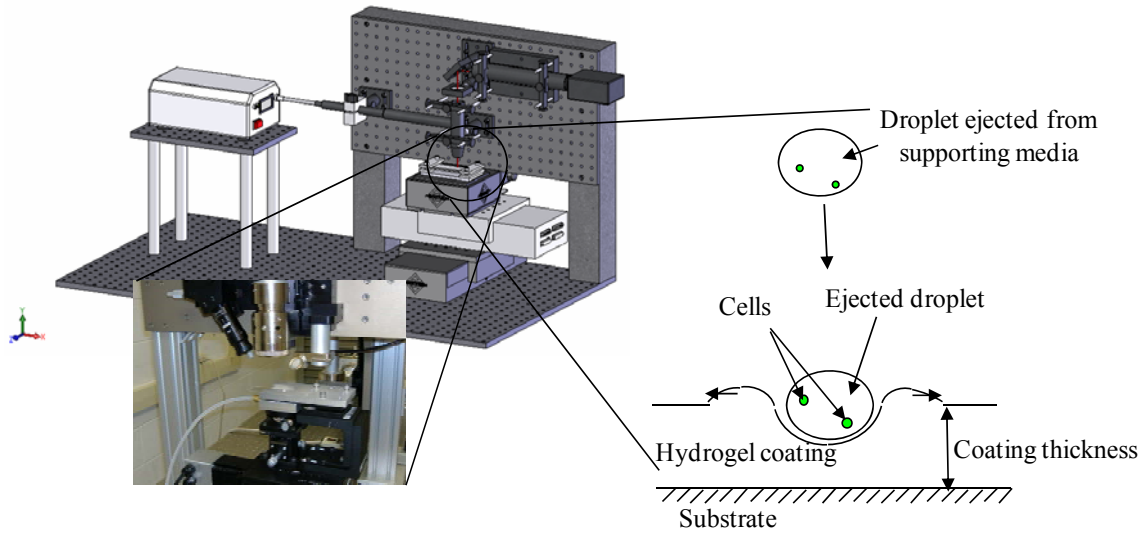 Droplet ejected from
supporting media
Cells
Ejected droplet
Hydrogel coating
Coating thickness
Substrate
Y
Z
X